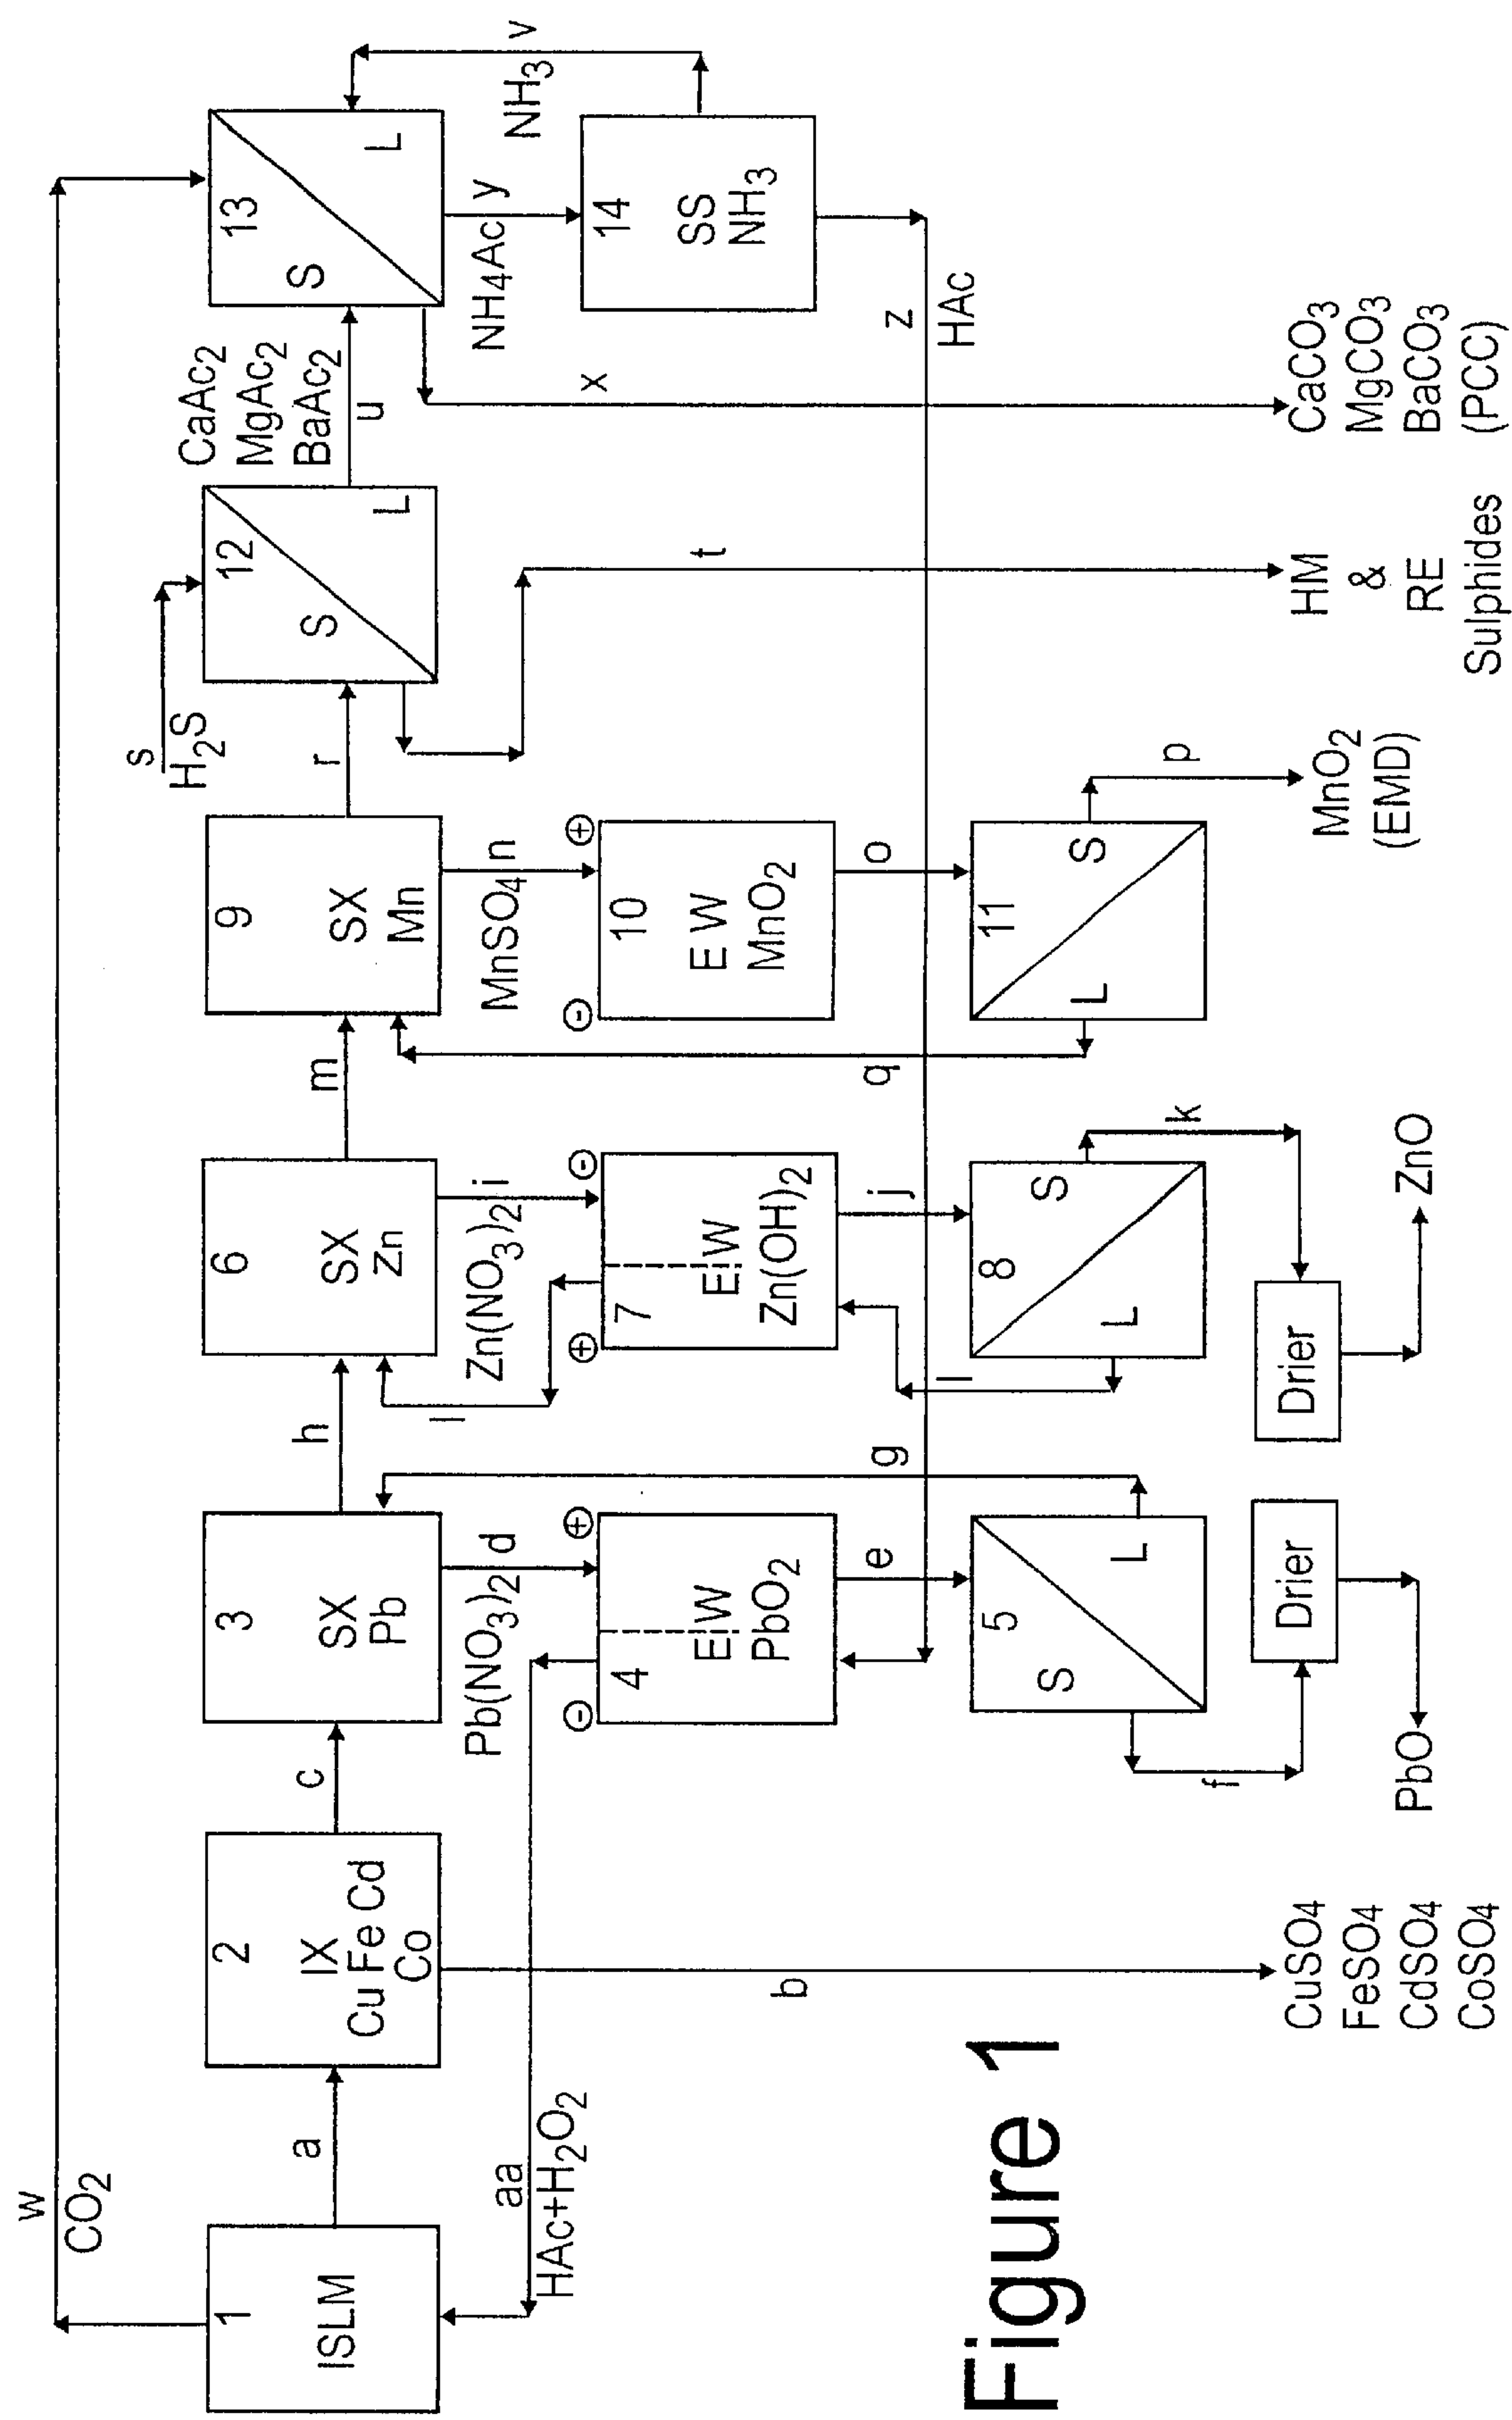 w
CO2
1
ISLM
a
aa
HAc+H2O2
2
IX
Cu Fe Cd
Co
b
CuSO4
FeSO4
CdSO4
CoSO4
c
3
SX
Pb
Pb(NO3)2
d
-
+
4
EW
PbO2
e
5
S
L
f
g
Drier
PbO
h
6
SX
Zn
l
Zn(NO3)2
i
+
-
7
EW
Zn(OH)2
j
l
8
L
S
k
Drier
ZnO
m
9
SX
Mn
MnSO4
n
-
+
10
EW
MnO2
o
q
11
L
S
p
MnO2
(EMD)
r
s
H2S
12
S
L
t
HM
&
RE
Sulphides
CaAc2
MgAc2
BaAc2
u
13
S
L
x
CaCO3
MgCO3
BaCO3
(PCC)
NH4Ac
y
NH3
v
14
SS
NH3
z
HAc
Figure 1